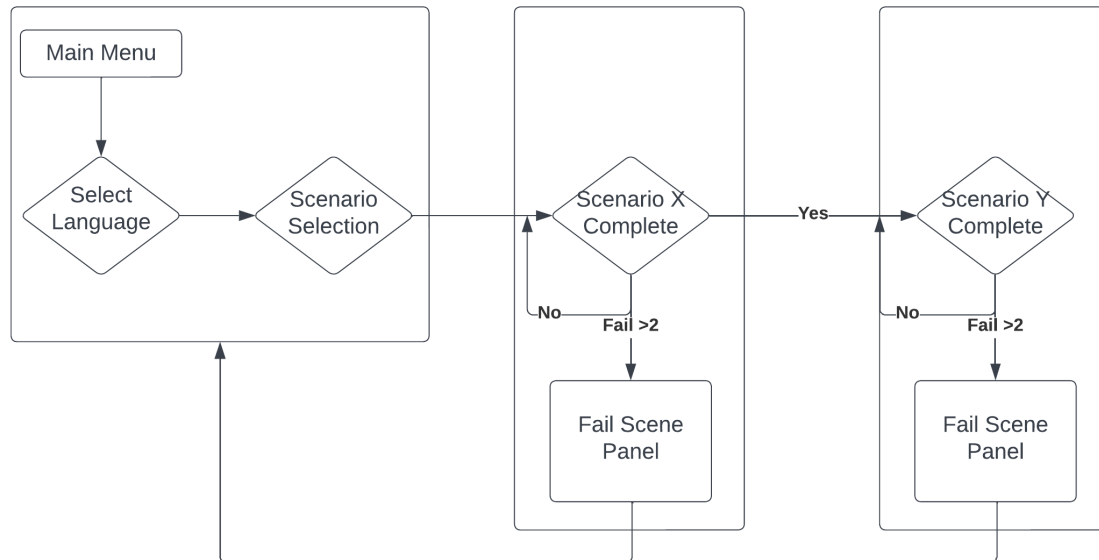 Main Menu
Select
Language
Scenario
Selection
Scenario X
Complete
Yes
Scenario Y
Complete
No
Fail >2
No
Fail >2
Fail Scene
Panel
Fail Scene
Panel